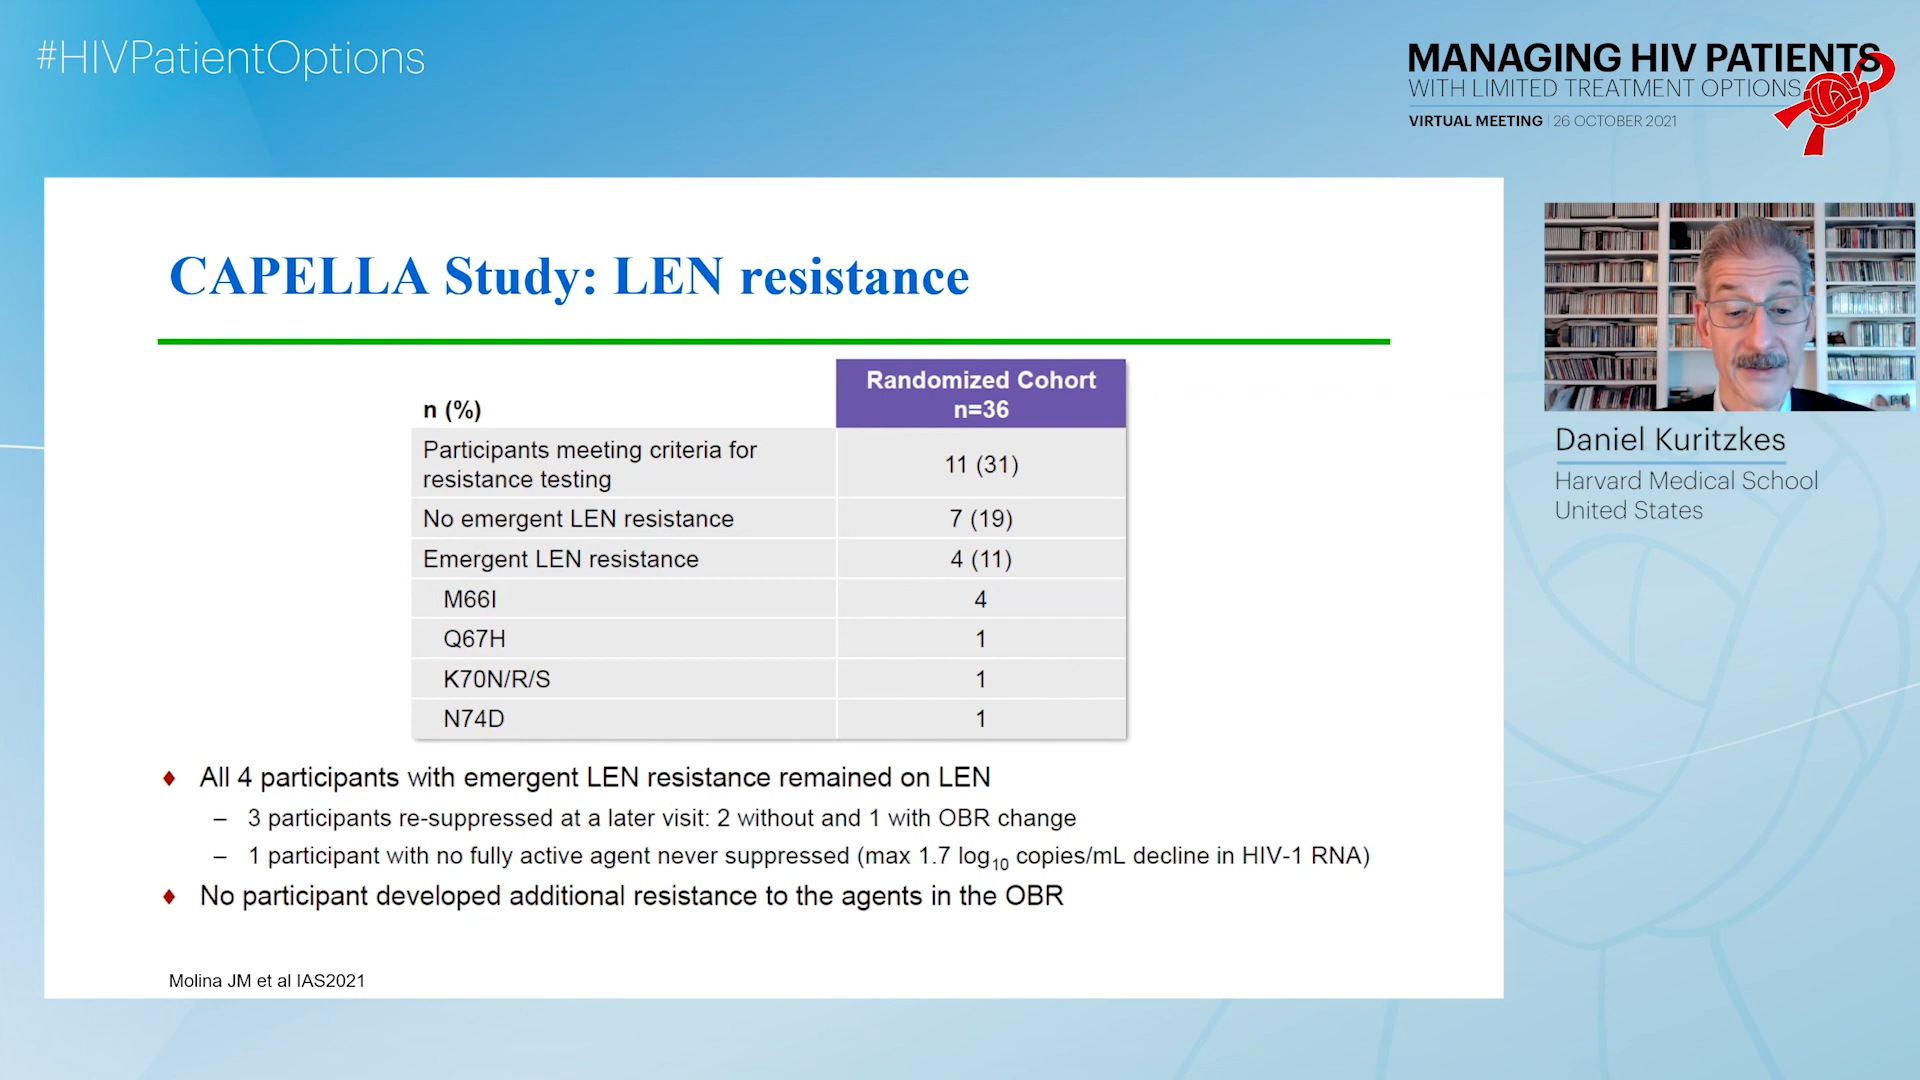 #HIVPatientOptions
MANAGING HIV PATIENTS
WITH LIMITED TREATMENT OPTIONS
VIRTUAL MEETING | 26 OCTOBER 2021
CAPELLA Study: LEN resistance
n (%)
Randomized Cohort
n=36
Participants meeting criteria for
resistance testing
11 (31)
No emergent LEN resistance 7 (19)
Emergent LEN resistance 4 (11)
M66I 4
Q67H 1
K70N/R/S 1
N74D 1
♦ All 4 participants with emergent LEN resistance remained on LEN
– 3 participants re-suppressed at a later visit: 2 without and 1 with OBR change
– 1 participant with no fully active agent never suppressed (max 1.7 log10 copies/mL decline in HIV-1 RNA)
♦ No participant developed additional resistance to the agents in the OBR
Molina JM et al IAS2021
Daniel Kuritzkes
Harvard Medical School
United States